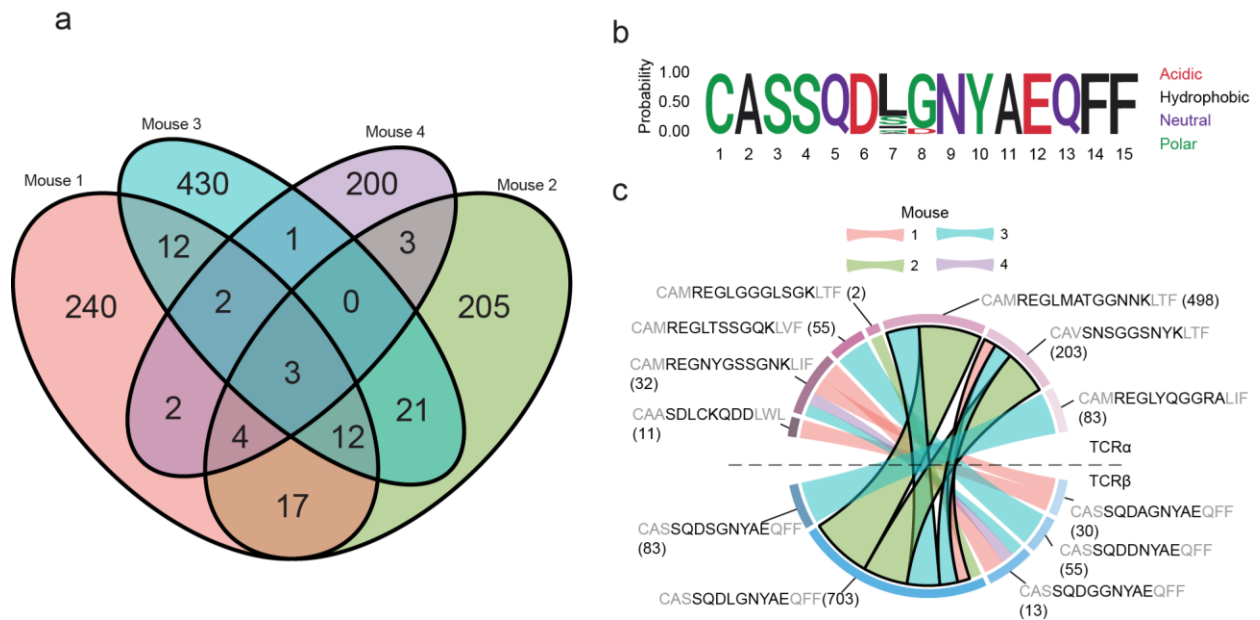 a
Mouse 3
Mouse 4
Mouse 1
Mouse 2
430
200
12
1
3
240
2
0
205
3
2
21
4
12
17
b
Probability
1.00
0.50
0.00
CASSQDLGNYAEQFF
S
D
1 2 3 4 5 6 7 8 9 10 11 12 13 14 15
Acidic
Hydrophobic
Neutral
Polar
c
Mouse
1
3
2
4
CAMREGLGGGLSGKLTF (2)
CAMREGLMATGGNNKLTF (498)
CAMREGLTSSGQKLVF (55)
CAVSNSGGSNYKLTF
(203)
CAMREGNYGSSGNKLIF
(32)
CAMREGLYQGGRALIF
(83)
CAASDLCKQDDLWL
(11)
TCRα
TCRβ
CASSQDSGNYAEQFF
(83)
CASSQDAGNYAEQFF
(30)
CASSQDDNYAEQFF
(55)
CASSQDLGNYAEQFF(703)
CASSQDGGNYAEQFF
(13)